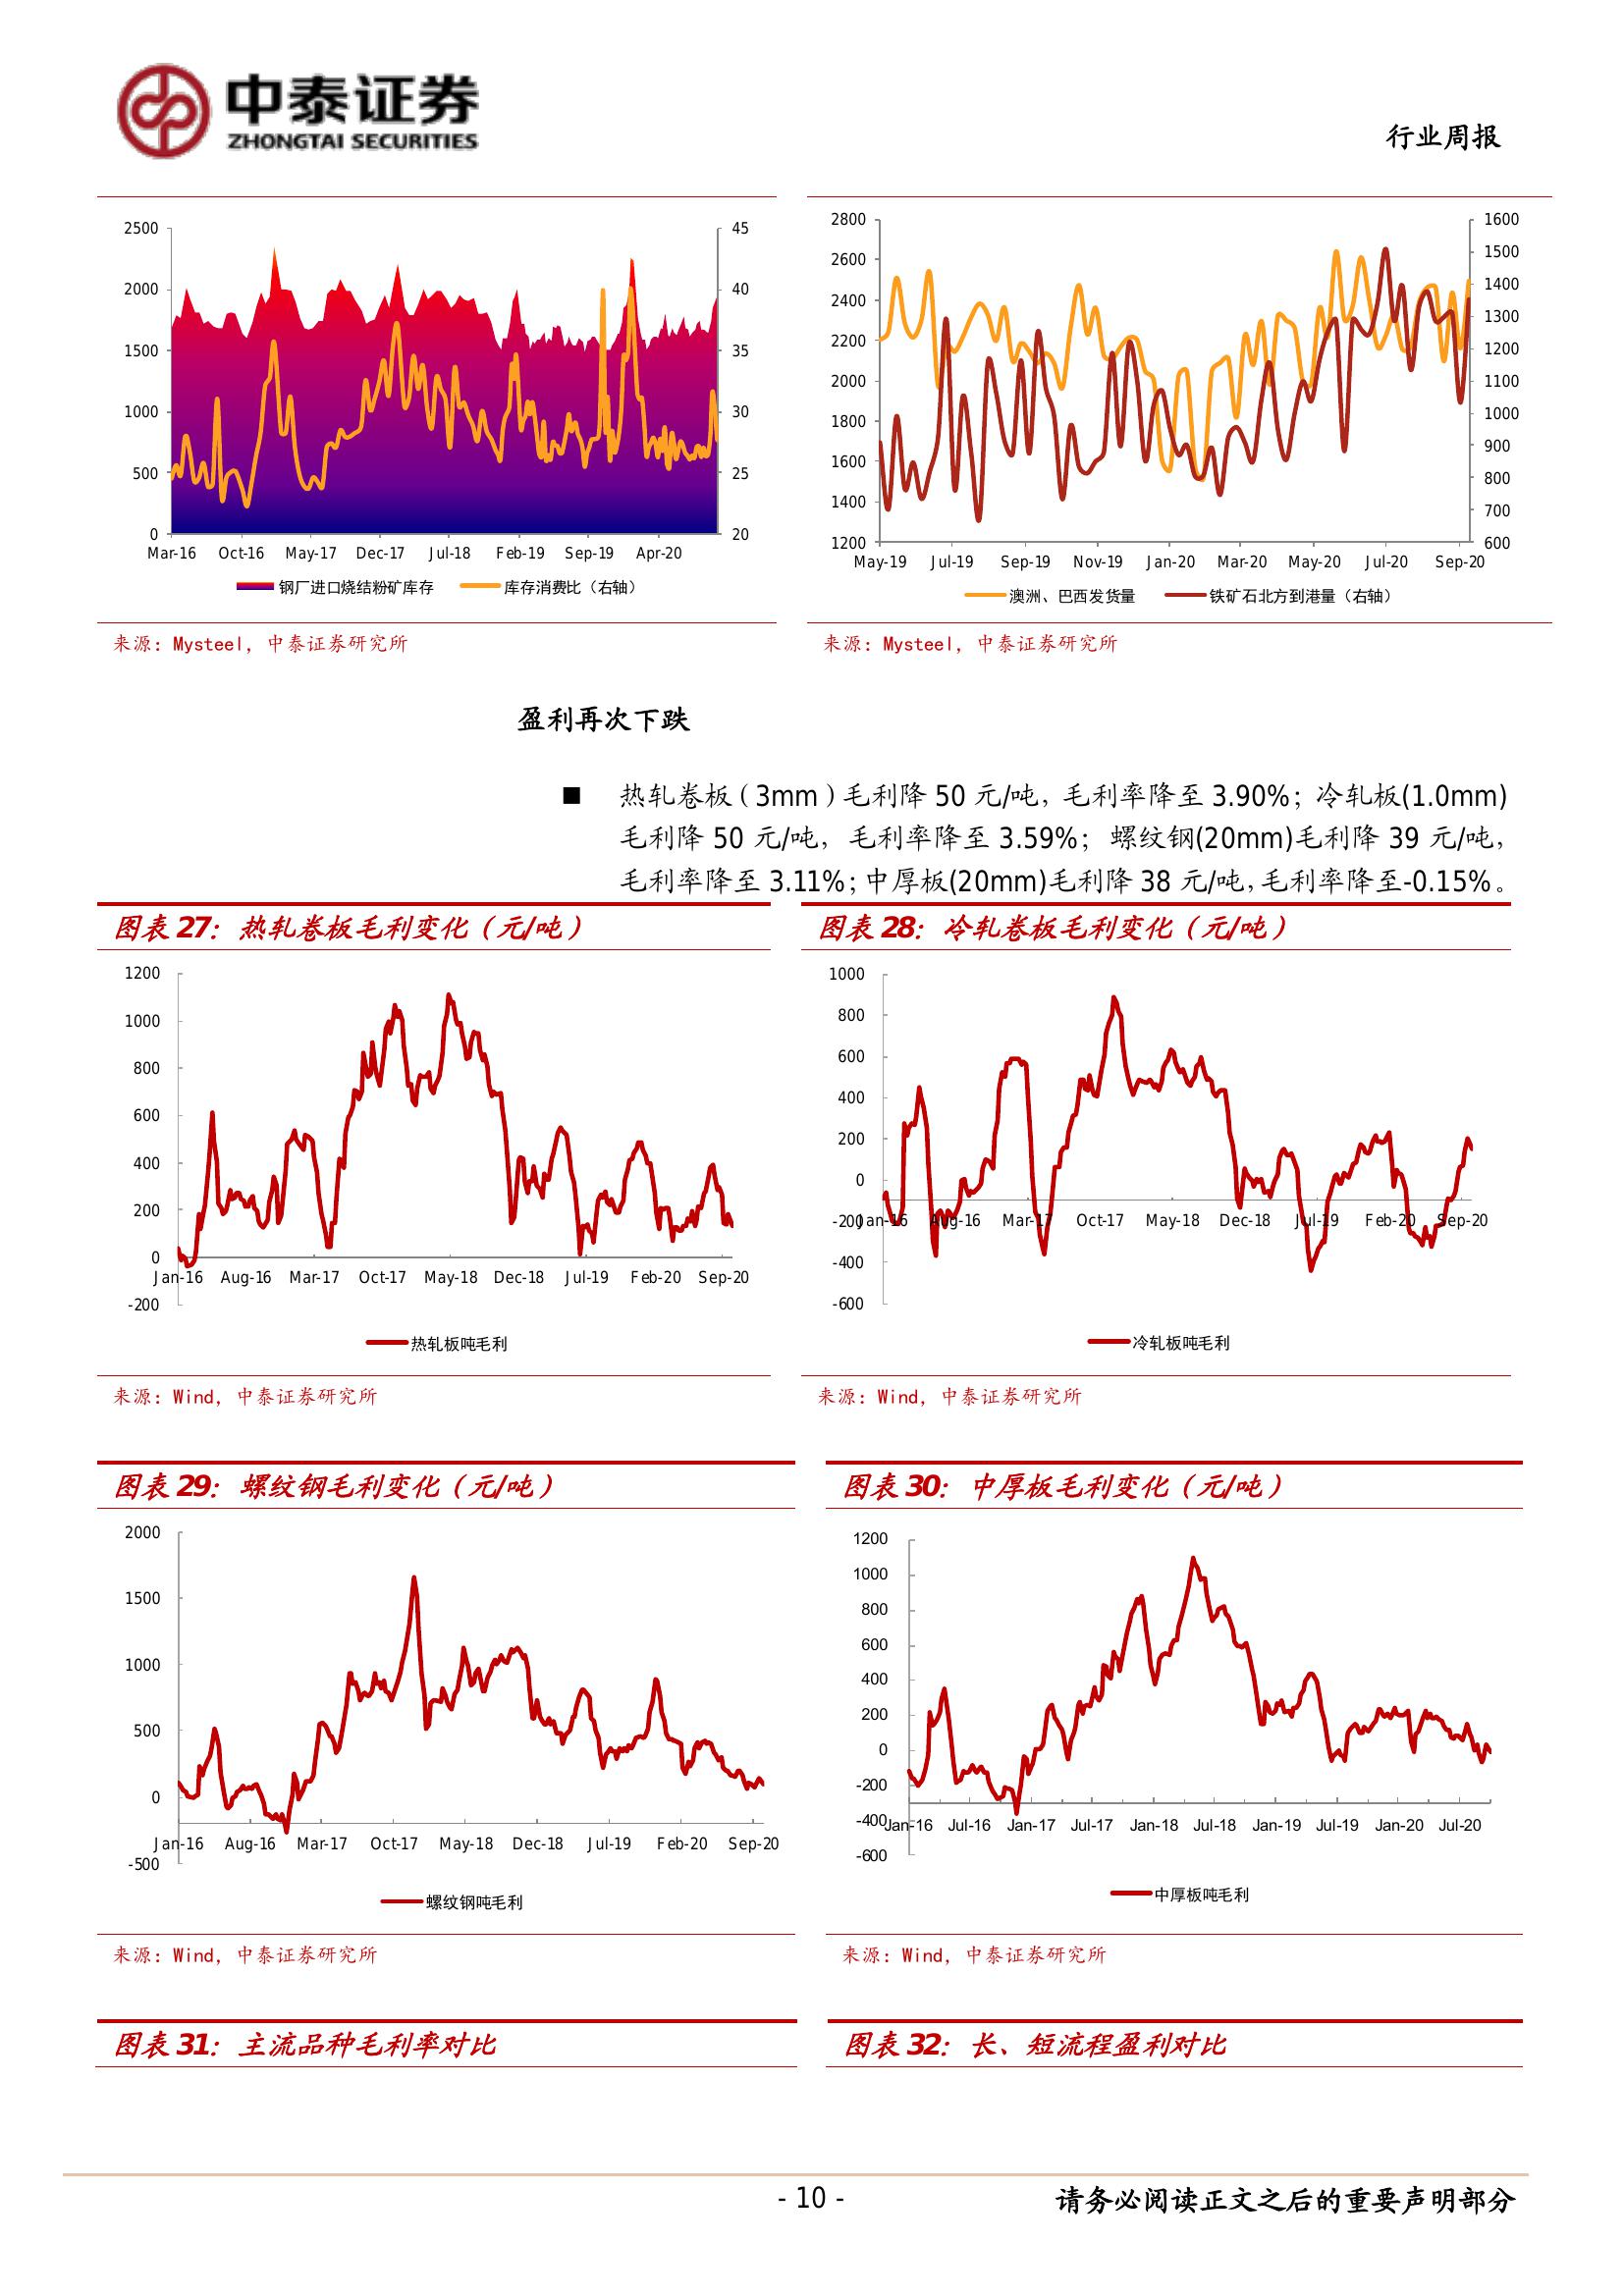 中泰证券
ZHONGTAI SECURITIES
行业周报
2500
2000
1500
1000
500
0
45
40
35
30
25
20
Mar-16 Oct-16 May-17 Dec-17 Jul-18 Feb-19 Sep-19 Apr-20
钢厂进口烧结粉矿库存 库存消费比（右轴）
2800
2600
2400
2200
2000
1800
1600
1400
1200
1600
1500
1400
1300
1200
1100
1000
900
800
700
600
May-19 Jul-19 Sep-19 Nov-19 Jan-20 Mar-20 May-20 Jul-20 Sep-20
澳洲、巴西发货量 铁矿石北方到港量（右轴）
来源：Mysteel，中泰证券研究所
来源：Mysteel，中泰证券研究所
盈利再次下跌
■ 热轧卷板（3mm）毛利降 50 元/吨，毛利率降至 3.90%；冷轧板(1.0mm)
毛利降 50 元/吨，毛利率降至 3.59%；螺纹钢(20mm)毛利降 39 元/吨，
毛利率降至 3.11%；中厚板(20mm)毛利降 38 元/吨，毛利率降至-0.15%。
图表 27：热轧卷板毛利变化（元/吨）
1200
1000
800
600
400
200
0
-200
Jan-16 Aug-16 Mar-17 Oct-17 May-18 Dec-18 Jul-19 Feb-20 Sep-20
热轧板吨毛利
来源：Wind，中泰证券研究所
图表 28：冷轧卷板毛利变化（元/吨）
1000
800
600
400
200
0
-200
-400
-600
Jan-16 Aug-16 Mar-17 Oct-17 May-18 Dec-18 Jul-19 Feb-20 Sep-20
冷轧板吨毛利
来源：Wind，中泰证券研究所
图表 29：螺纹钢毛利变化（元/吨）
2000
1500
1000
500
0
-500
Jan-16 Aug-16 Mar-17 Oct-17 May-18 Dec-18 Jul-19 Feb-20 Sep-20
螺纹钢吨毛利
来源：Wind，中泰证券研究所
图表 30：中厚板毛利变化（元/吨）
1200
1000
800
600
400
200
0
-200
-400
-600
Jan-16 Jul-16 Jan-17 Jul-17 Jan-18 Jul-18 Jan-19 Jul-19 Jan-20 Jul-20
中厚板吨毛利
来源：Wind，中泰证券研究所
图表 31：主流品种毛利率对比
图表 32：长、短流程盈利对比
- 10 -
请务必阅读正文之后的重要声明部分